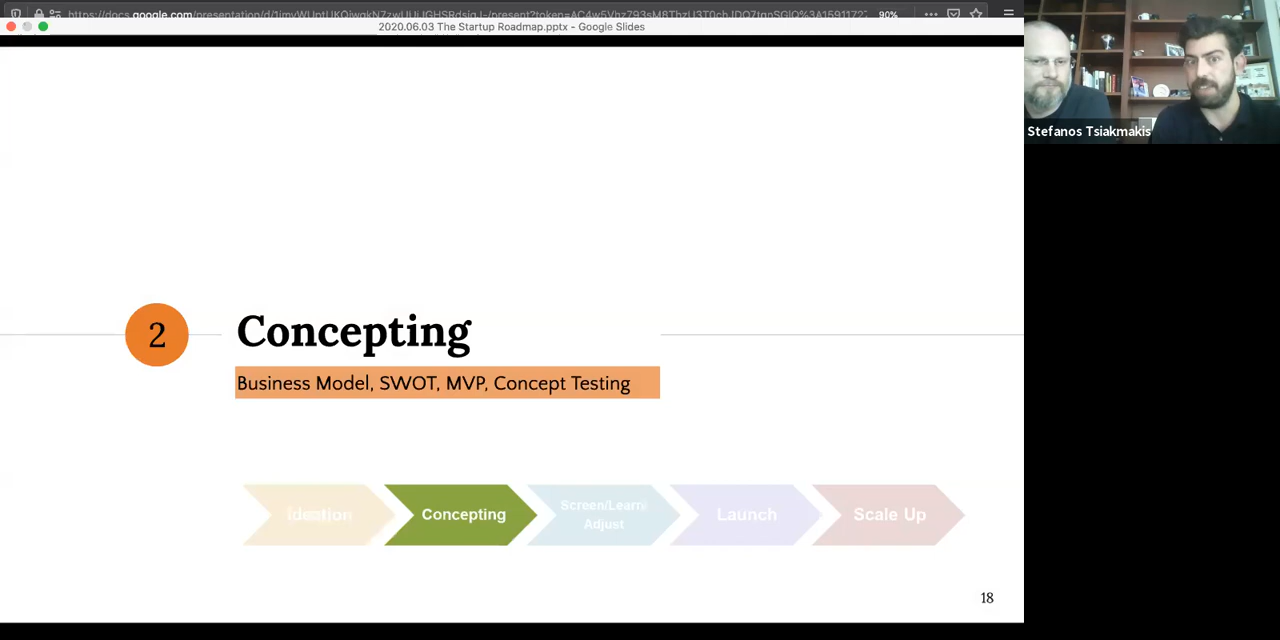 90%
2020.06.03 The Startup Roadmap.pptx - Google Slides
Stefanos Tsiakmakis
2
Concepting
Business Model, SWOT, MVP, Concept Testing
Ideation
Concepting
Screen/Learn/
Adjust
Launch
Scale Up
18